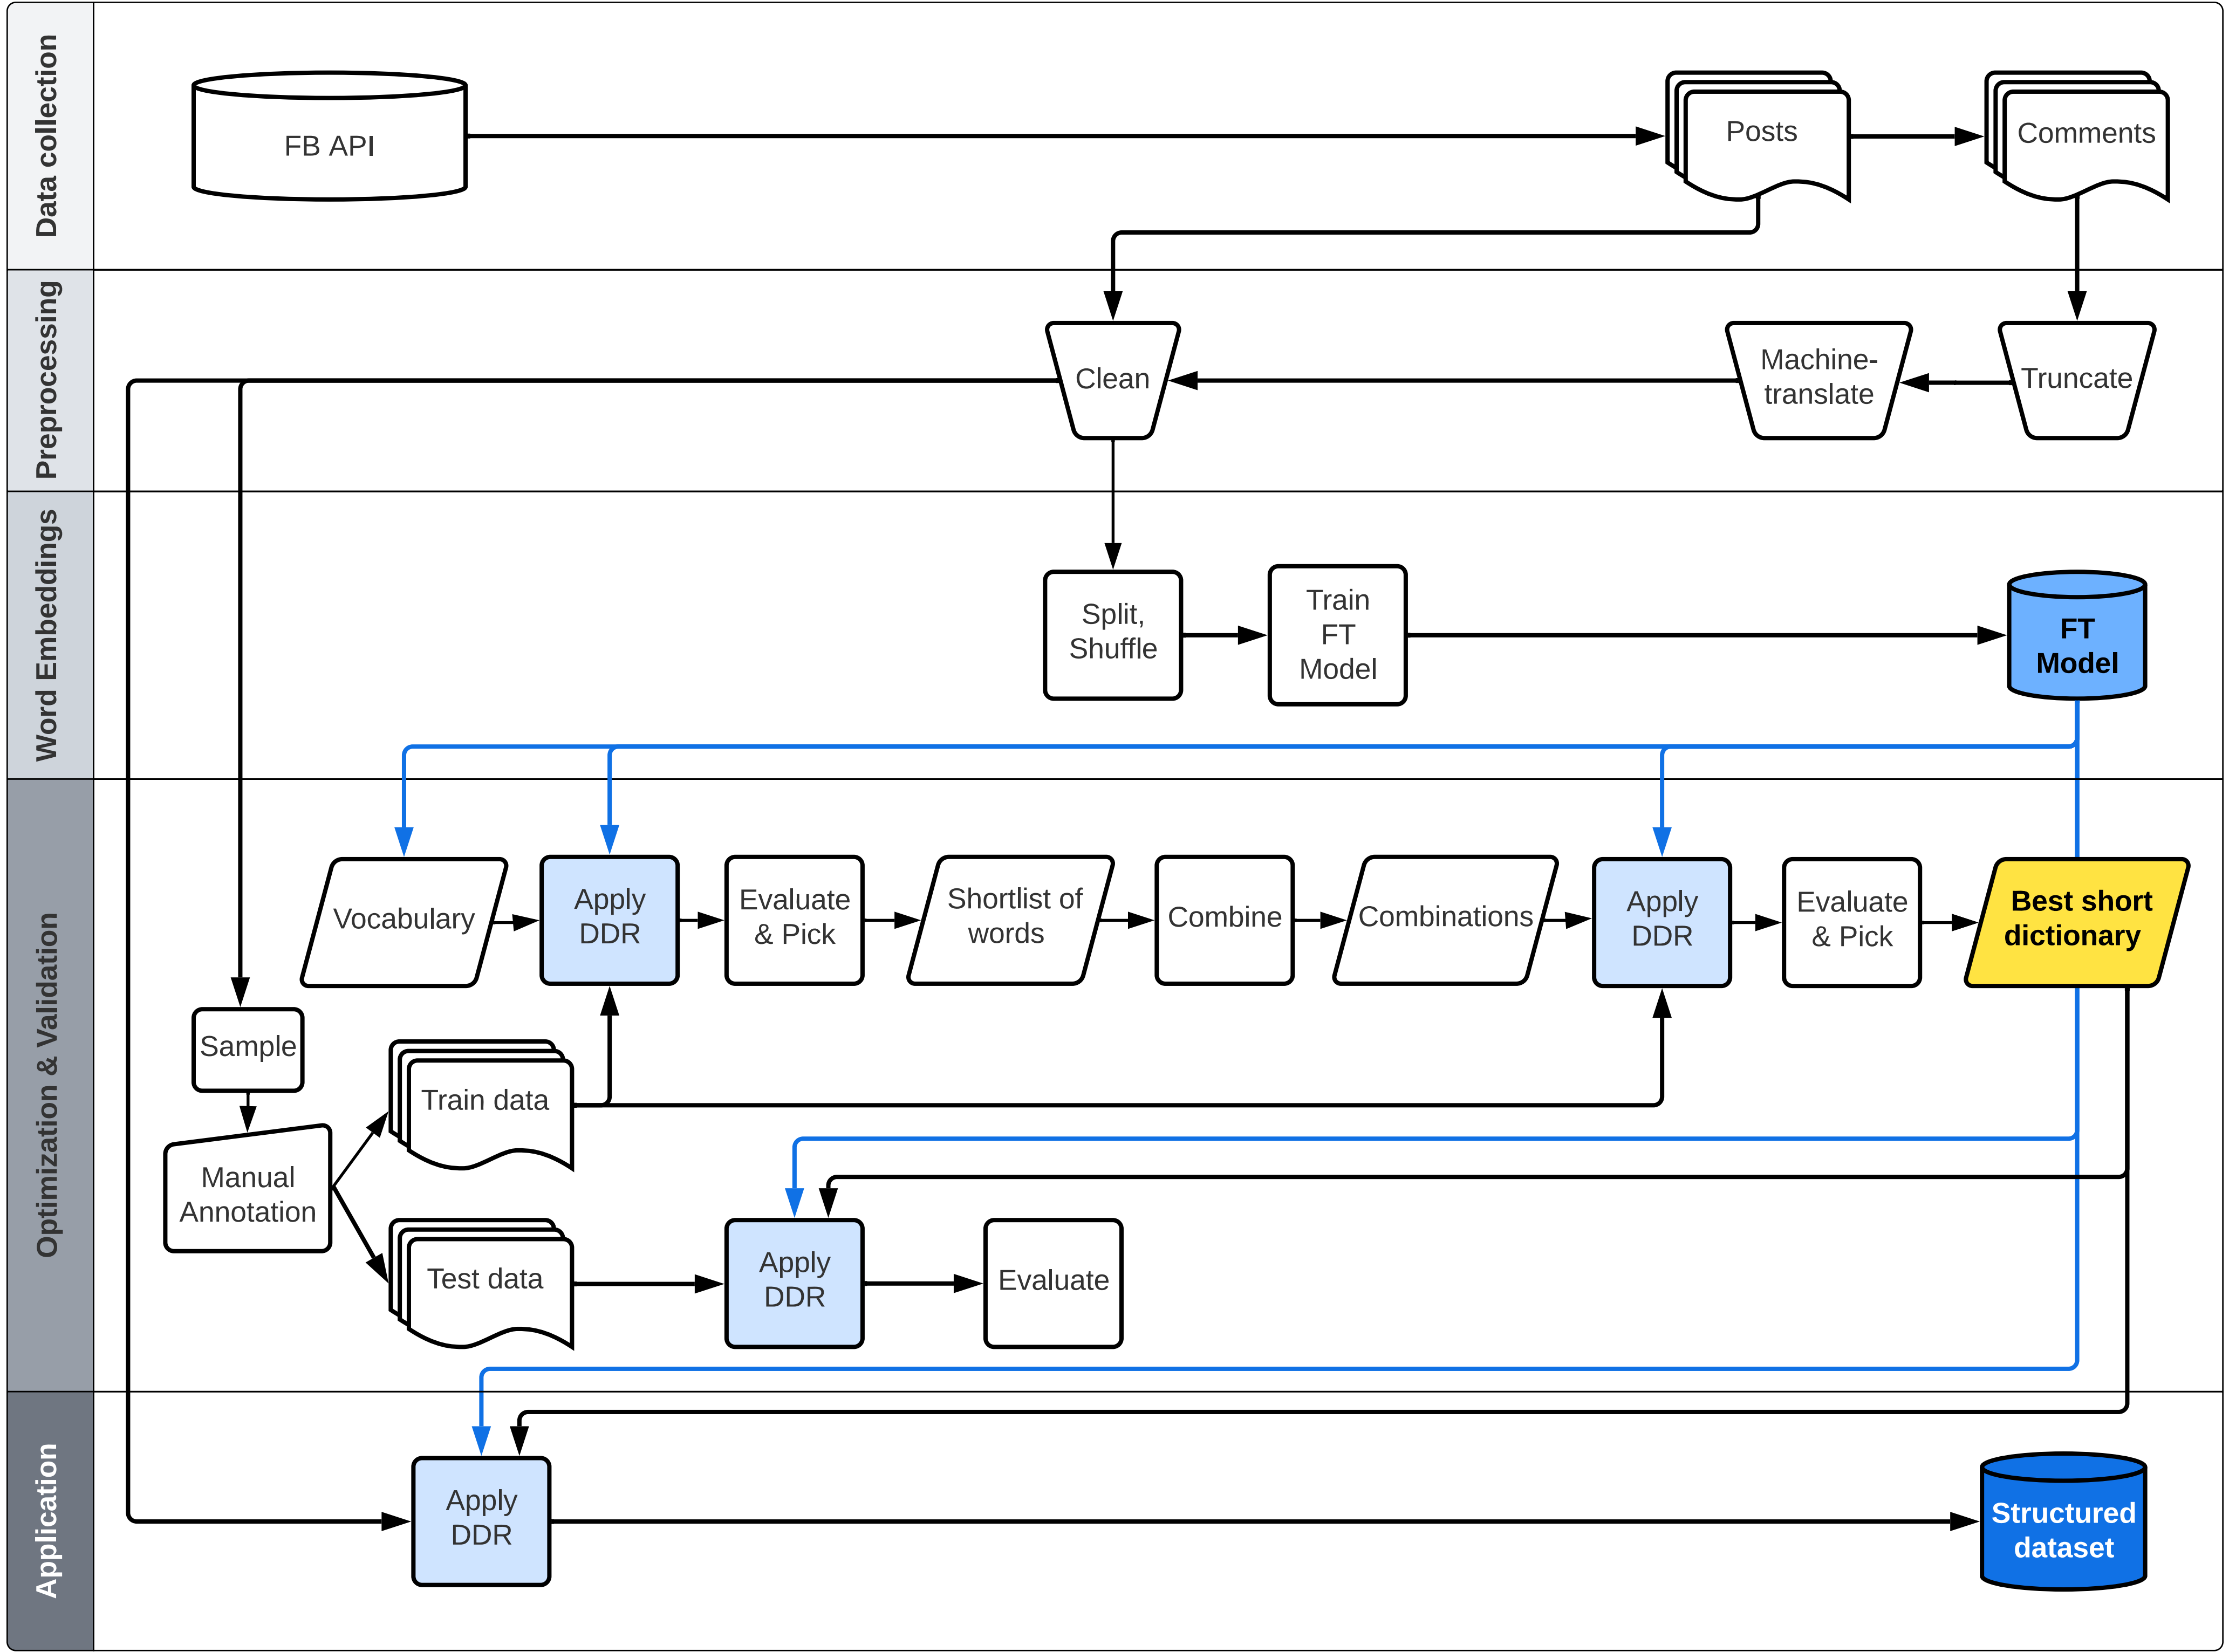 Data collection
FB API
Posts
Comments
Preprocessing
Clean
Machine-
translate
Truncate
Word Embeddings
Split,
Shuffle
Train
FT
Model
FT
Model
Optimization & Validation
Vocabulary
Apply
DDR
Evaluate
& Pick
Shortlist of
words
Combine
Combinations
Apply
DDR
Evaluate
& Pick
Best short
dictionary
Sample
Train data
Manual
Annotation
Test data
Apply
DDR
Evaluate
Application
Apply
DDR
Structured
dataset